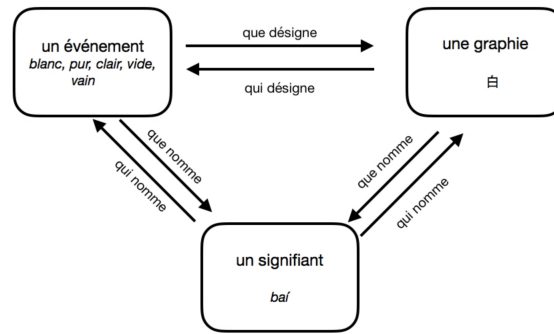 un événement
blanc, pur, clair, vide,
vain
que désigne
qui désigne
une graphie
白
que nomme
qui nomme
que nomme
qui nomme
un signifiant
baí